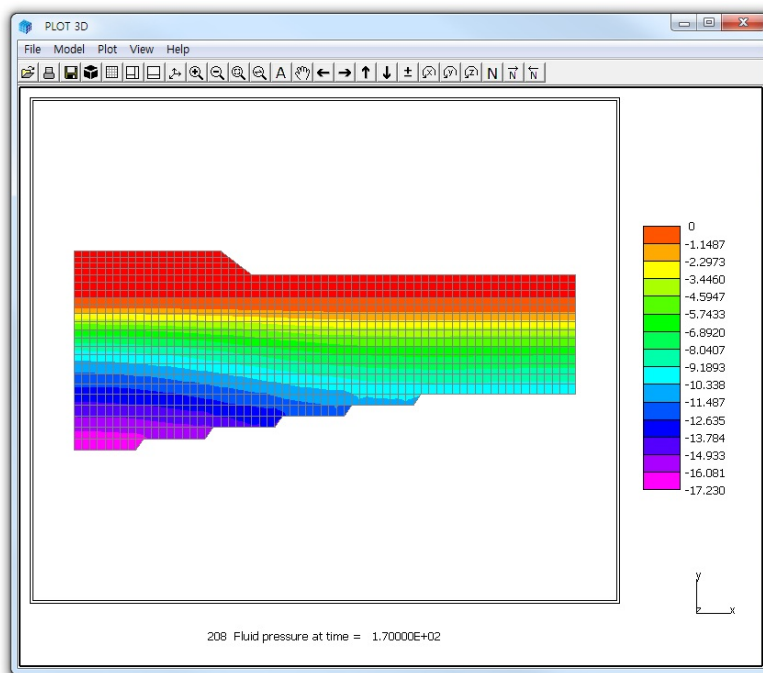 PLOT 3D
File Model Plot View Help
A x y z N N N
0
-1.1487
-2.2973
-3.4460
-4.5947
-5.7433
-6.8920
-8.0407
-9.1893
-10.338
-11.487
-12.635
-13.784
-14.933
-16.081
-17.230
y
z x
208 Fluid pressure at time = 1.70000E+02